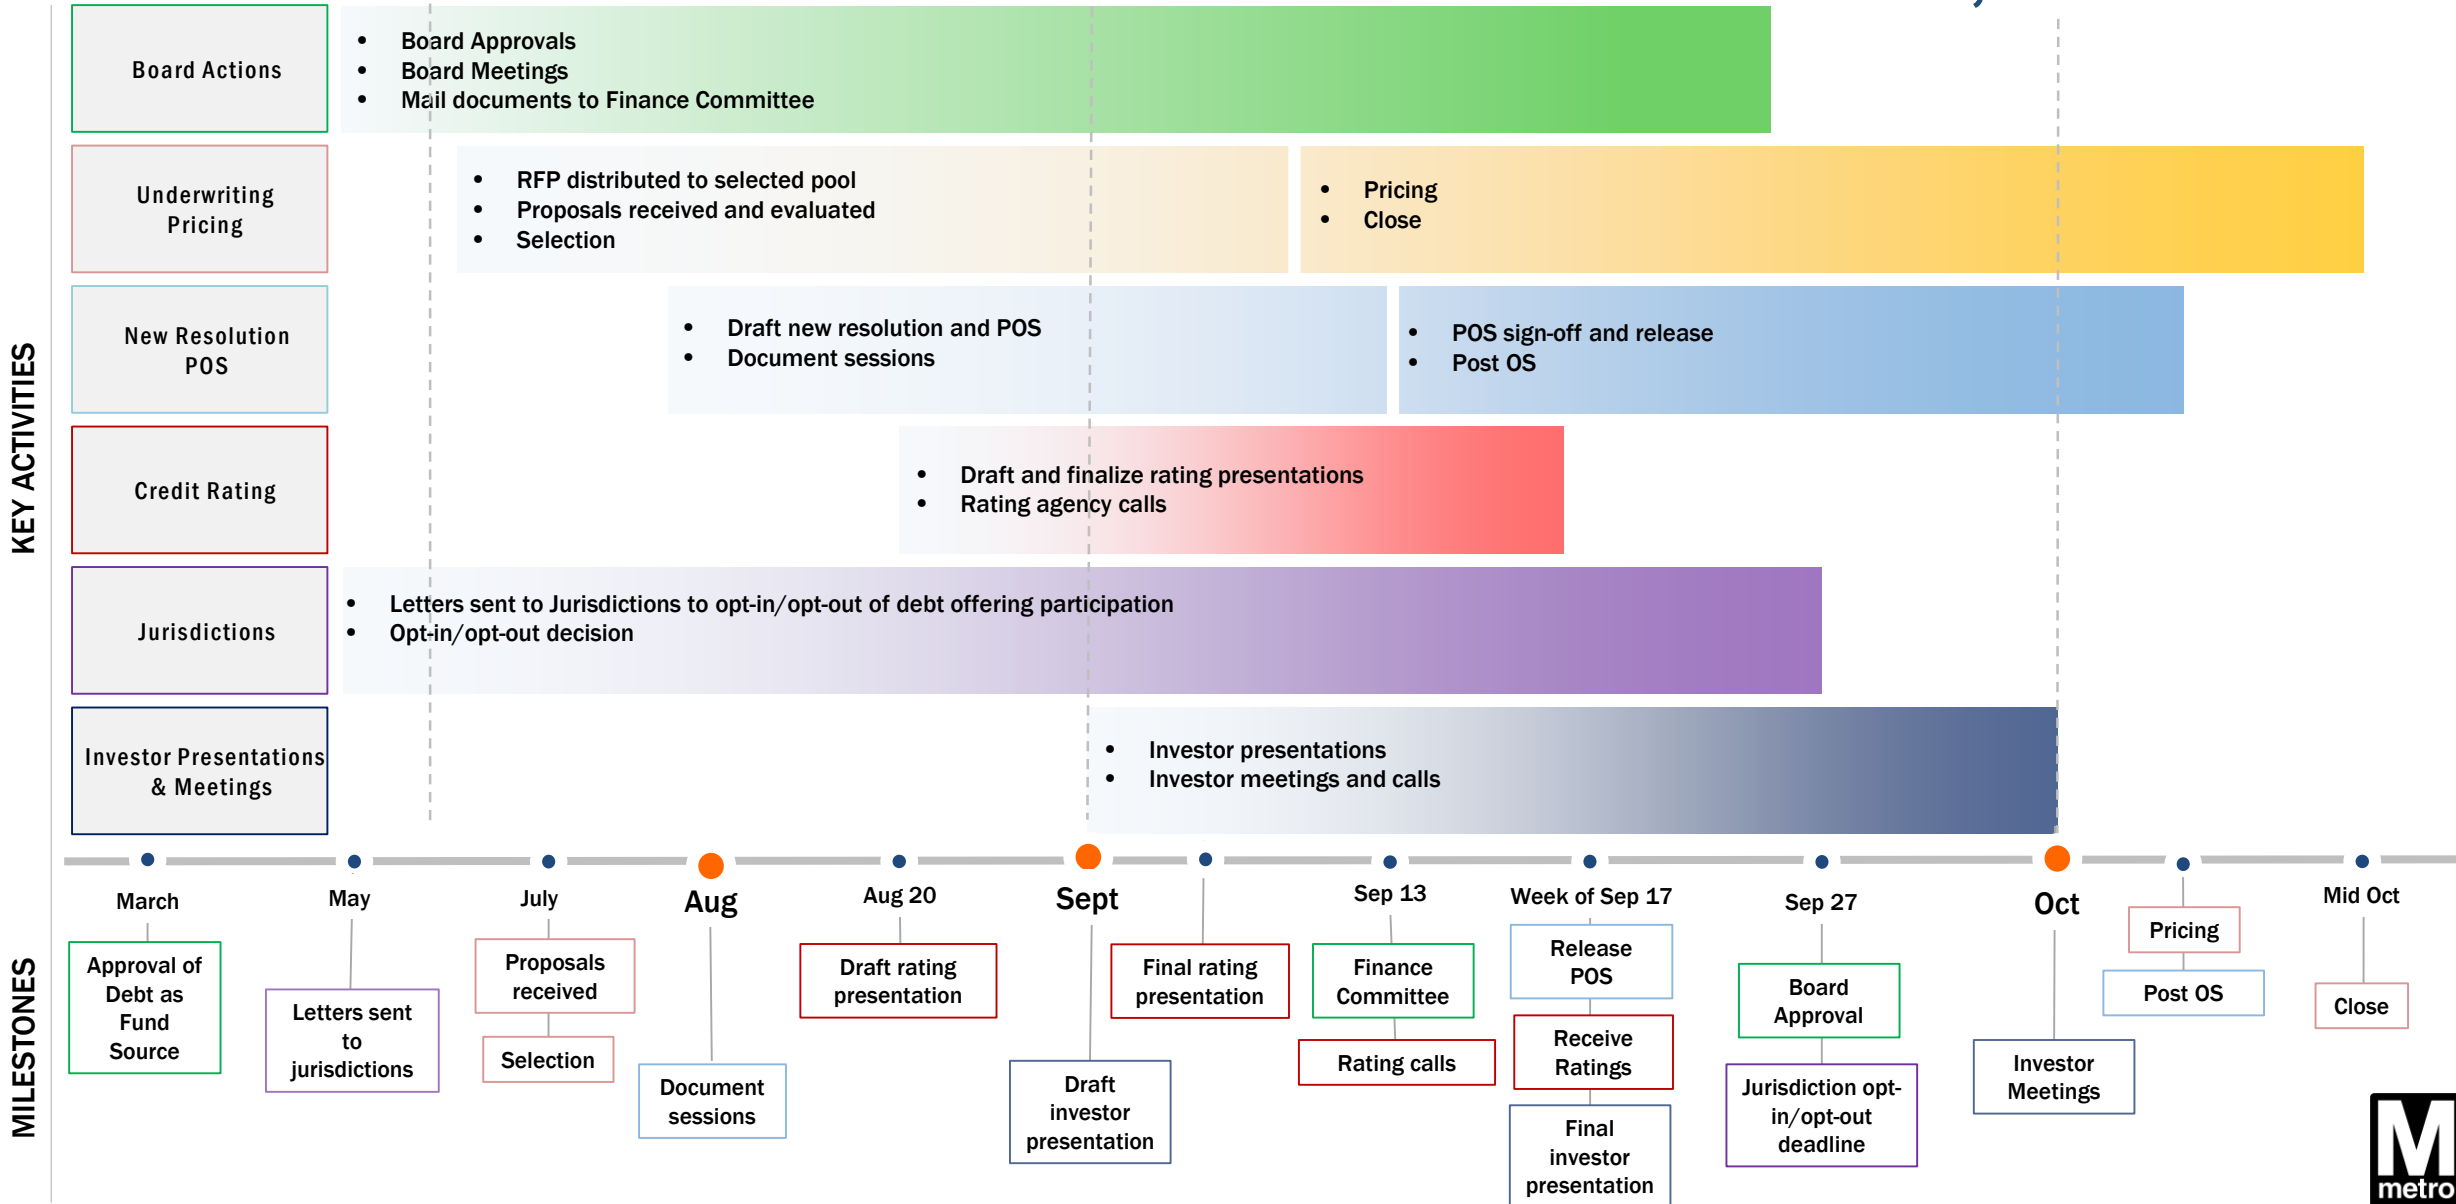 KEY ACTIVITIES
Board Actions
• Board Approvals
• Board Meetings
• Mail documents to Finance Committee
Underwriting
Pricing
• RFP distributed to selected pool
• Proposals received and evaluated
• Selection
• Pricing
• Close
New Resolution
POS
• Draft new resolution and POS
• Document sessions
• POS sign-off and release
• Post OS
Credit Rating
• Draft and finalize rating presentations
• Rating agency calls
Jurisdictions
• Letters sent to Jurisdictions to opt-in/opt-out of debt offering participation
• Opt-in/opt-out decision
Investor Presentations
& Meetings
• Investor presentations
• Investor meetings and calls
MILESTONES
March
Approval of
Debt as
Fund
Source
May
Letters sent
to
jurisdictions
July
Proposals
received
Selection
Aug
Document
sessions
Aug 20
Draft rating
presentation
Sept
Draft
investor
presentation
Final rating
presentation
Sep 13
Finance
Committee
Rating calls
Week of Sep 17
Release
POS
Receive
Ratings
Final
investor
presentation
Sep 27
Board
Approval
Jurisdiction opt-
in/opt-out
deadline
Oct
Investor
Meetings
Pricing
Post OS
Mid Oct
Close
M
metro